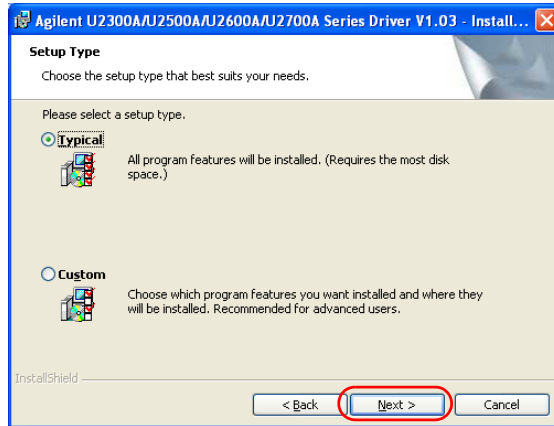 Agilent U2300A/U2500A/U2600A/U2700A Series Driver V1.03 - Install...
Setup Type
Choose the setup type that best suits your needs.
Please select a setup type.
Typical
All program features will be installed. (Requires the most disk
space.)
Custom
Choose which program features you want installed and where they
will be installed. Recommended for advanced users.
InstallShield
< Back
Next >
Cancel